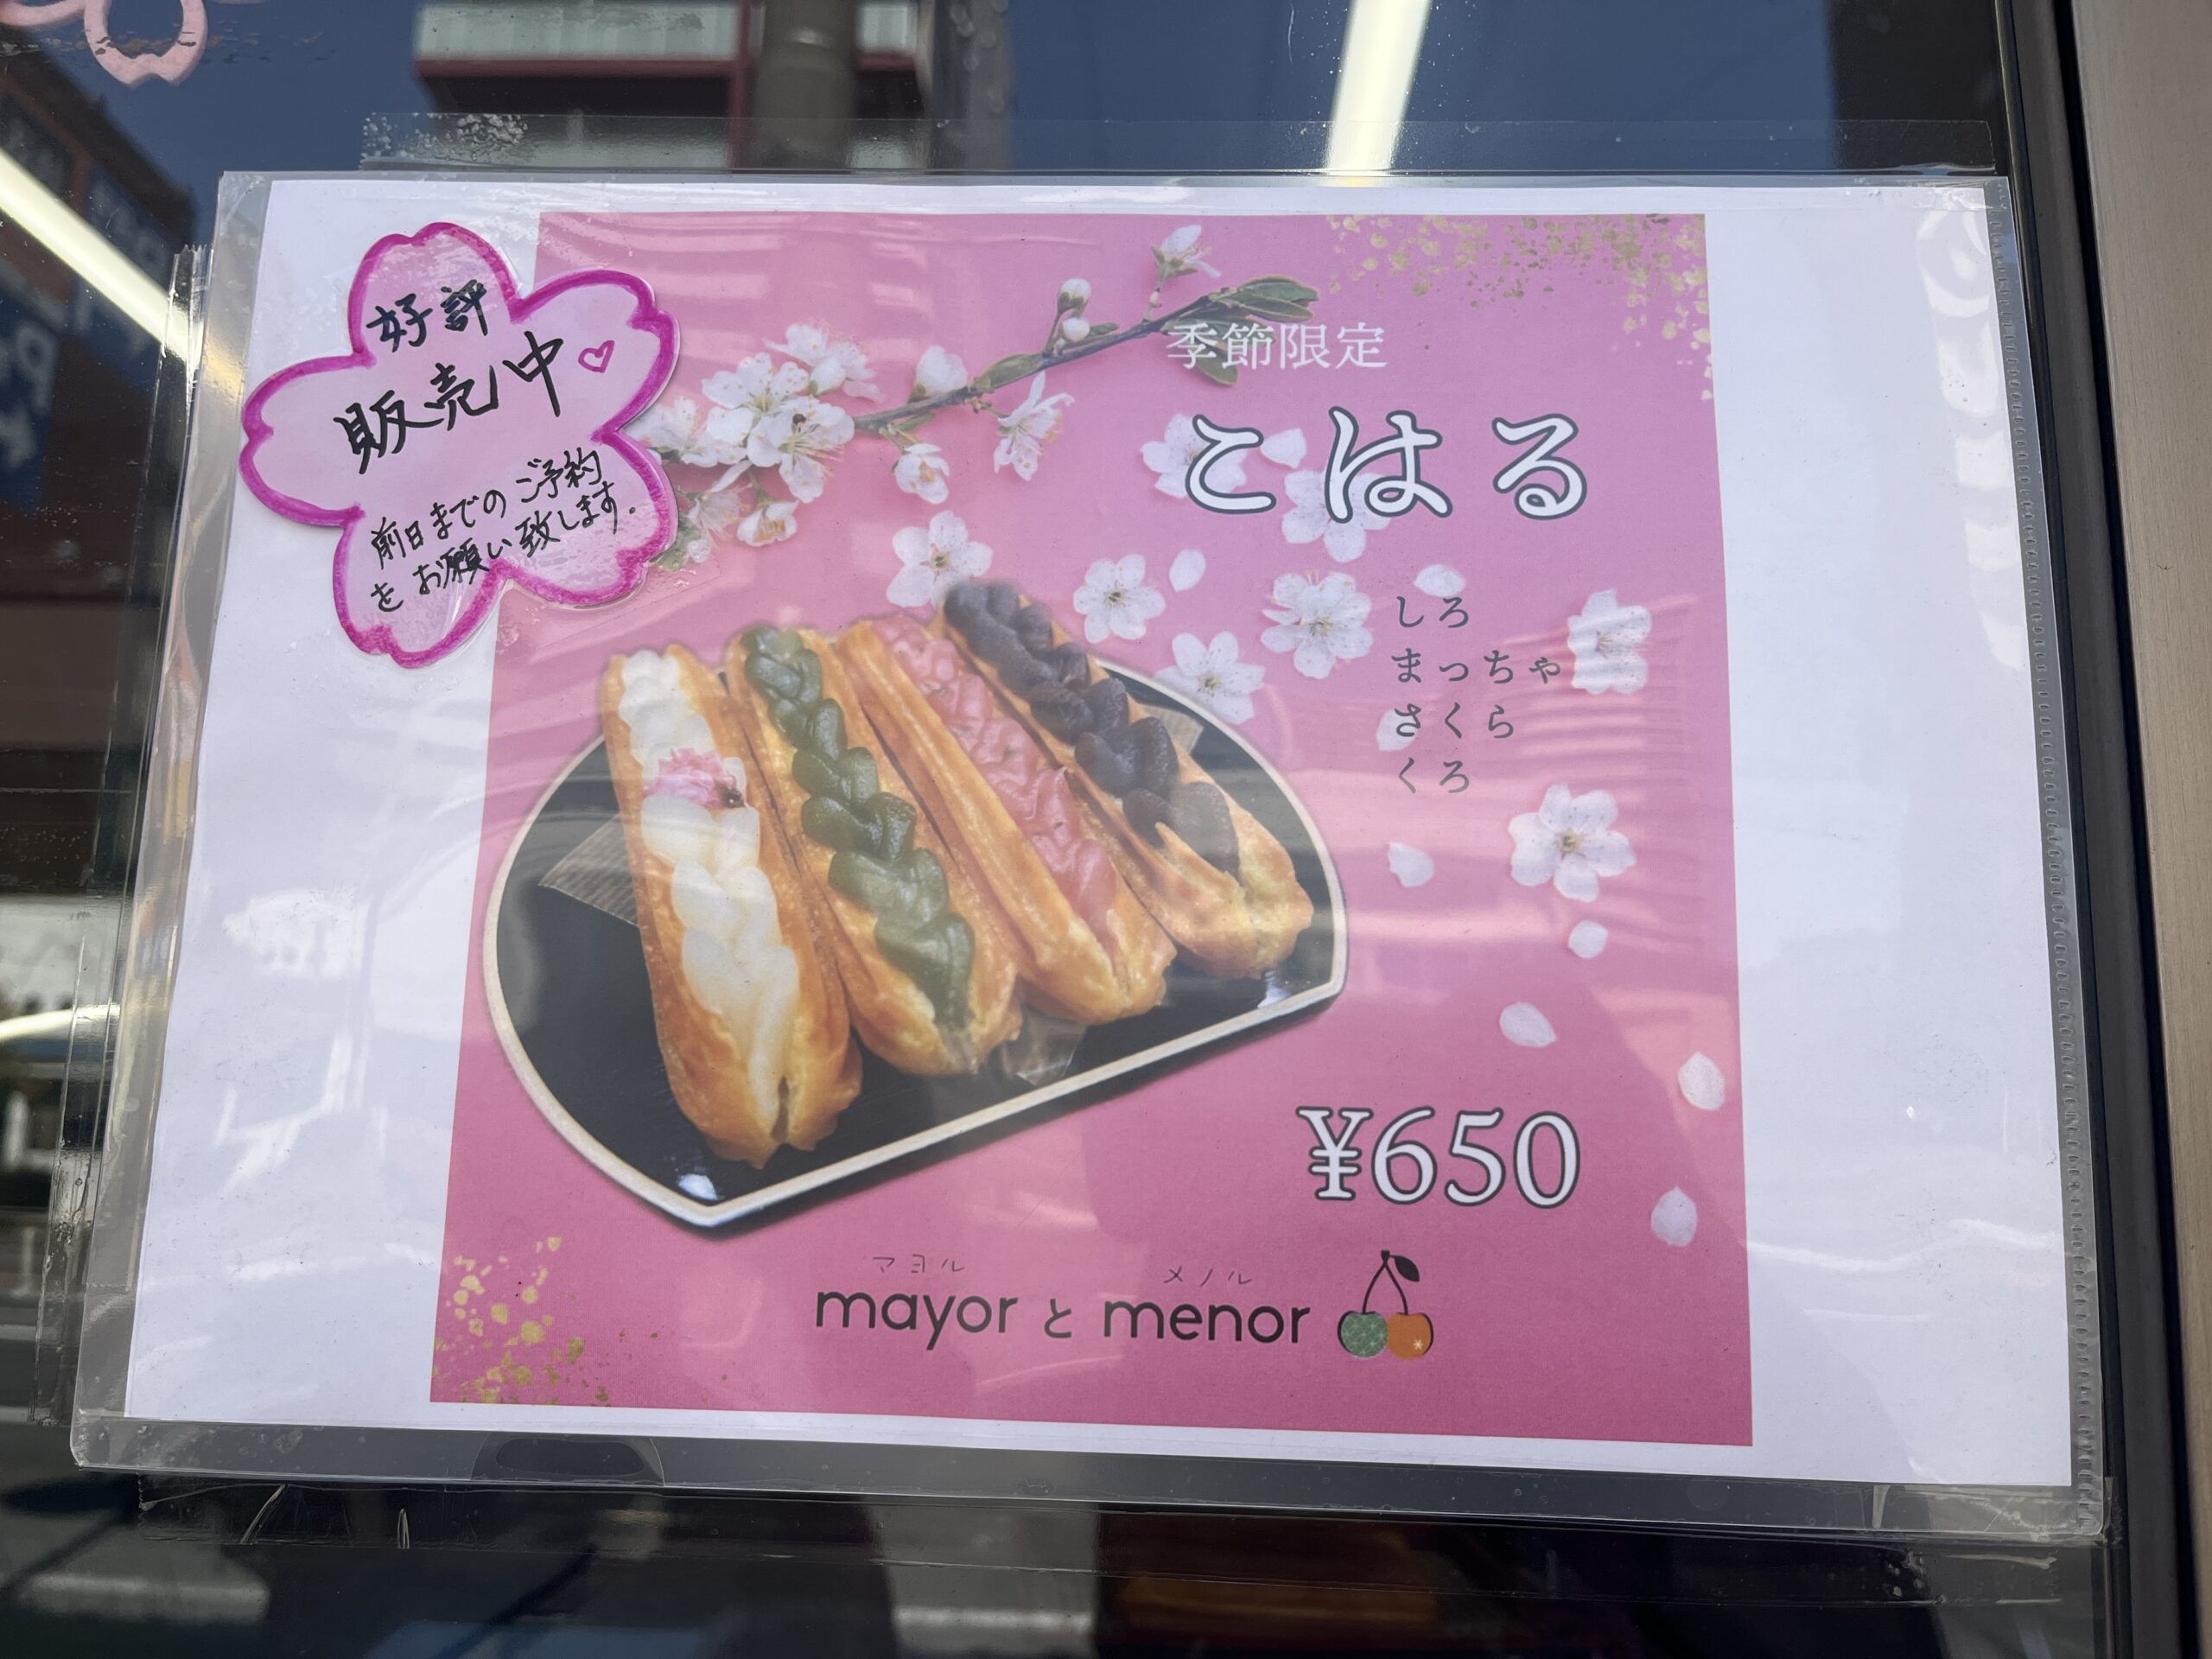 好評
販売中♡
前日までのご予約
をお願い致します。
季節限定
こはる
しろ
まっちゃ
さくら
くろ
¥650
マヨル メノル
mayor と menor